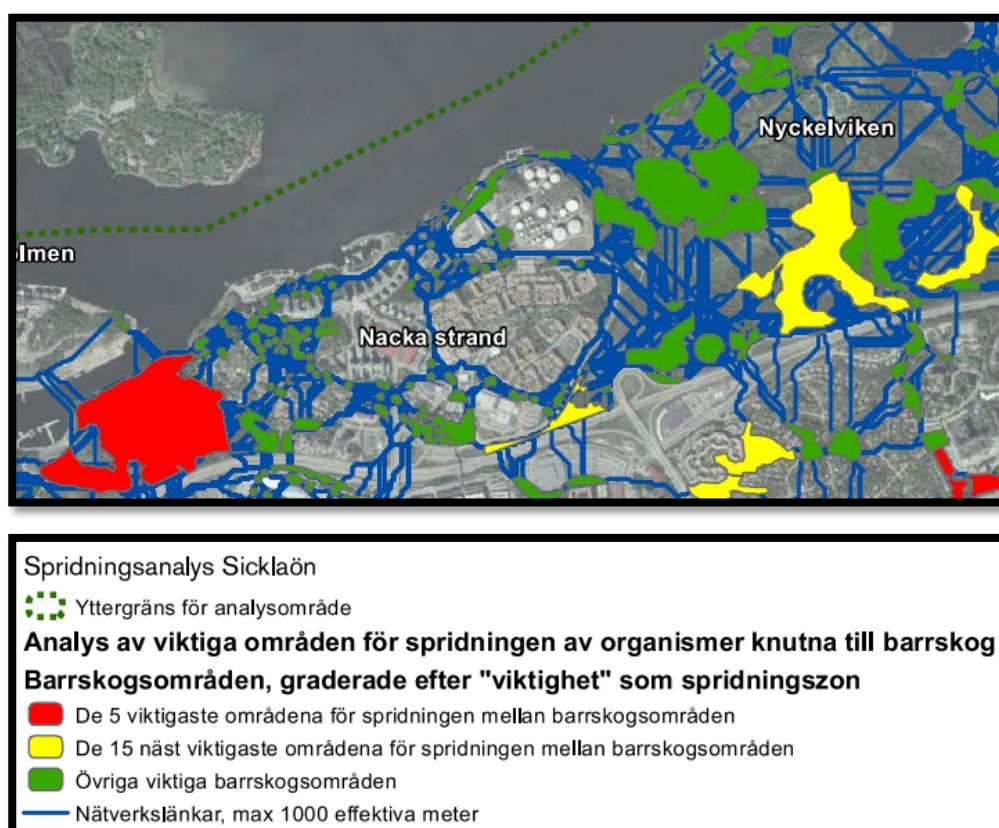 Nyckelviken
lmen
Nacka strand
Spridningsanalys Sicklaön
Yttergräns för analysområde
Analys av viktiga områden för spridningen av organismer knutna till barrskog
Barrskogsområden, graderade efter "viktighet" som spridningszon
De 5 viktigaste områdena för spridningen mellan barrskogsområden
De 15 näst viktigaste områdena för spridningen mellan barrskogsområden
Övriga viktiga barrskogsområden
Nätverkslänkar, max 1000 effektiva meter